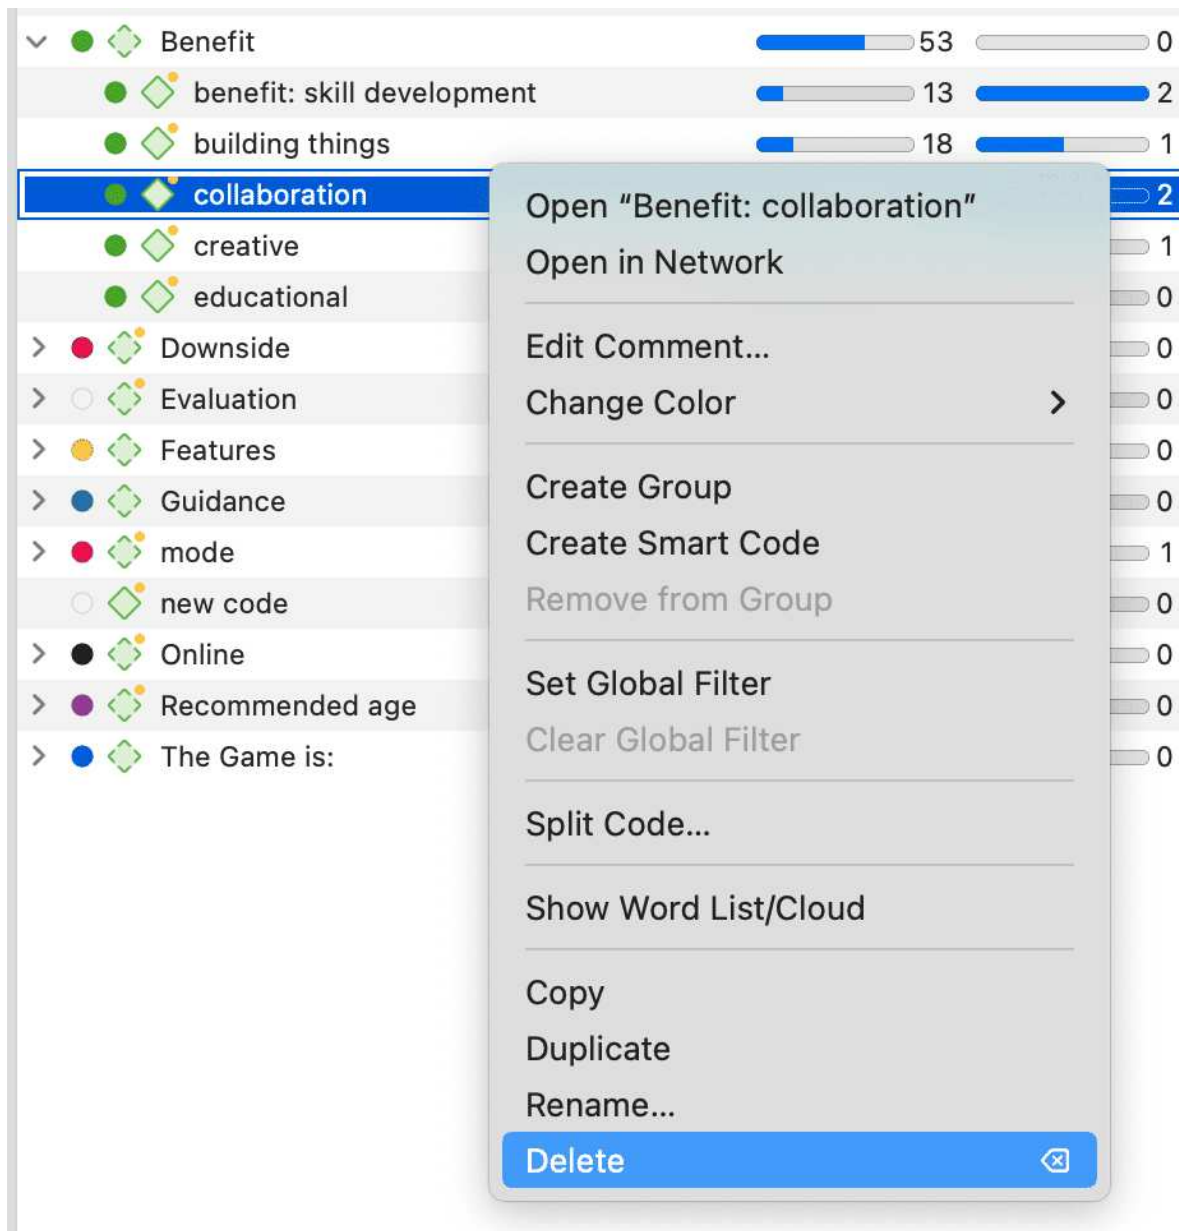 Benefit 53 0
benefit: skill development 13 2
building things 18 1
collaboration 2
creative 1
educational 0
Downside 0
Evaluation 0
Features 0
Guidance 0
mode 1
new code 0
Online 0
Recommended age 0
The Game is: 0
Open “Benefit: collaboration”
Open in Network
Edit Comment...
Change Color
Create Group
Create Smart Code
Remove from Group
Set Global Filter
Clear Global Filter
Split Code...
Show Word List/Cloud
Copy
Duplicate
Rename...
Delete